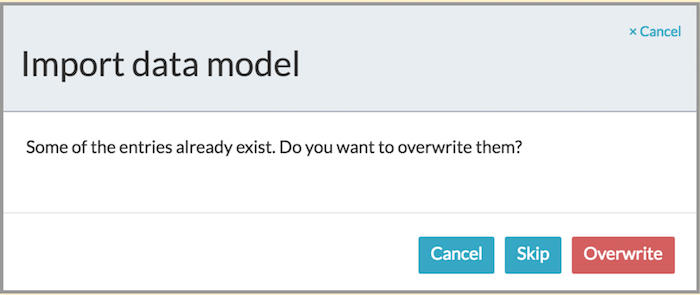 × Cancel
Import data model
Some of the entries already exist. Do you want to overwrite them?
Cancel Skip Overwrite